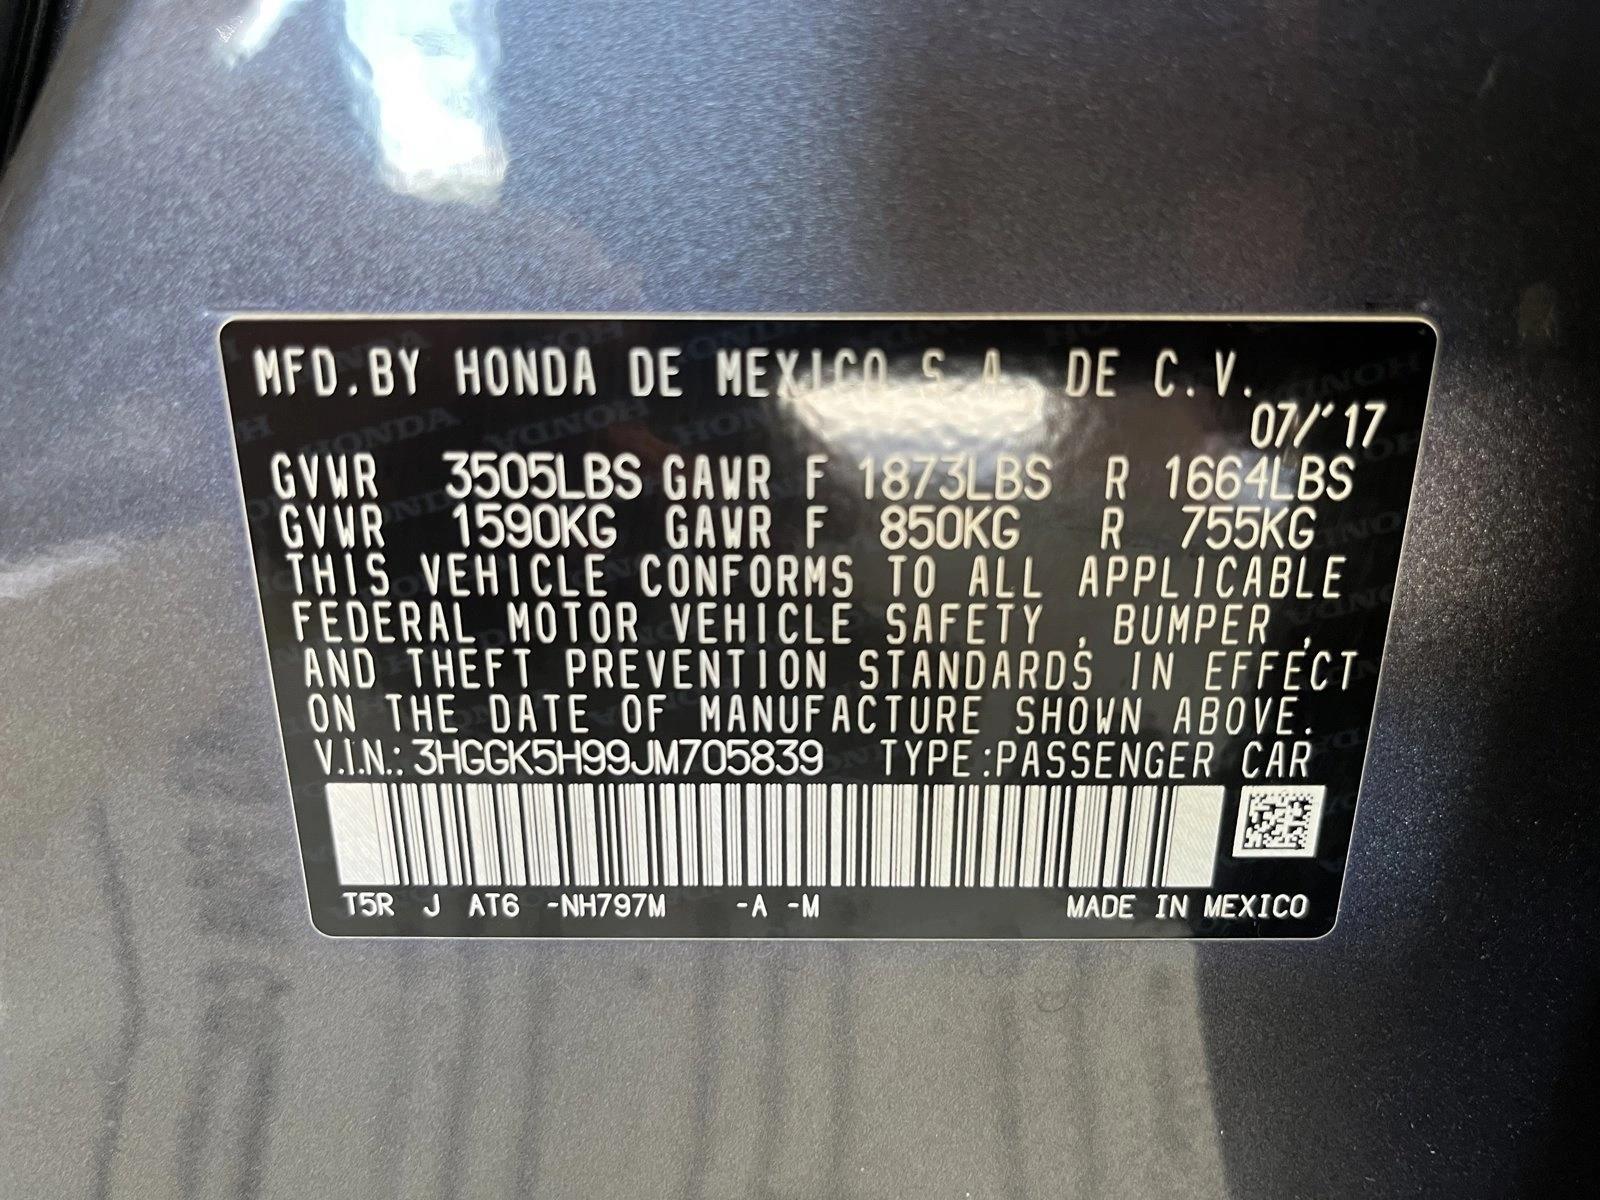 MFD.BY HONDA DE MEXICO S.A. DE C.V.
07/'17
GVWR 3505LBS GAWR F 1873LBS R 1664LBS
GVWR 1590KG GAWR F 850KG R 755KG
THIS VEHICLE CONFORMS TO ALL APPLICABLE
FEDERAL MOTOR VEHICLE SAFETY , BUMPER ,
AND THEFT PREVENTION STANDARDS IN EFFECT
ON THE DATE OF MANUFACTURE SHOWN ABOVE.
V.I.N.: 3HGGK5H99JM705839 TYPE:PASSENGER CAR
T5R J AT6 -NH797M -A -M MADE IN MEXICO